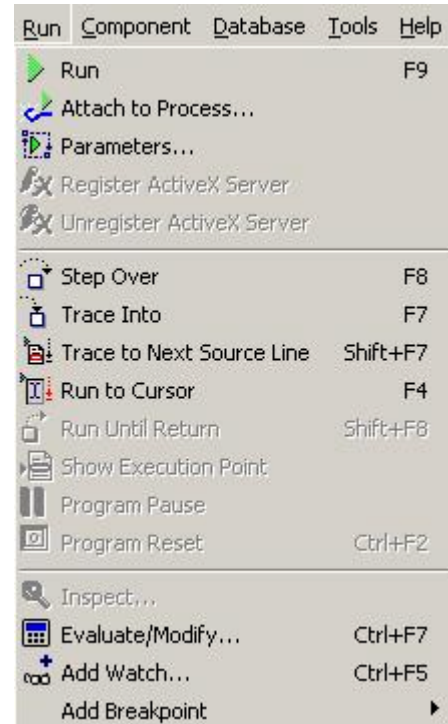 Run Component Database Tools Help
Run F9
Attach to Process...
Parameters...
Register ActiveX Server
Unregister ActiveX Server
Step Over F8
Trace Into F7
Trace to Next Source Line Shift+F7
Run to Cursor F4
Run Until Return Shift+F8
Show Execution Point
Program Pause
Program Reset Ctrl+F2
Inspect...
Evaluate/Modify... Ctrl+F7
Add Watch... Ctrl+F5
Add Breakpoint